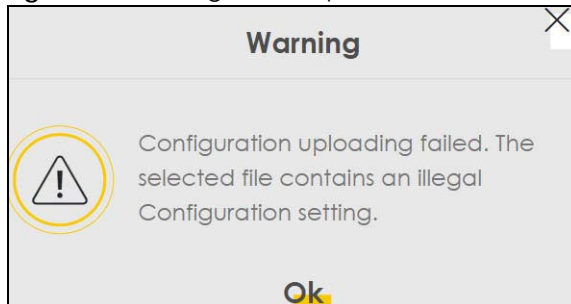 Warning
Configuration uploading failed. The
selected file contains an illegal
Configuration setting.
Ok